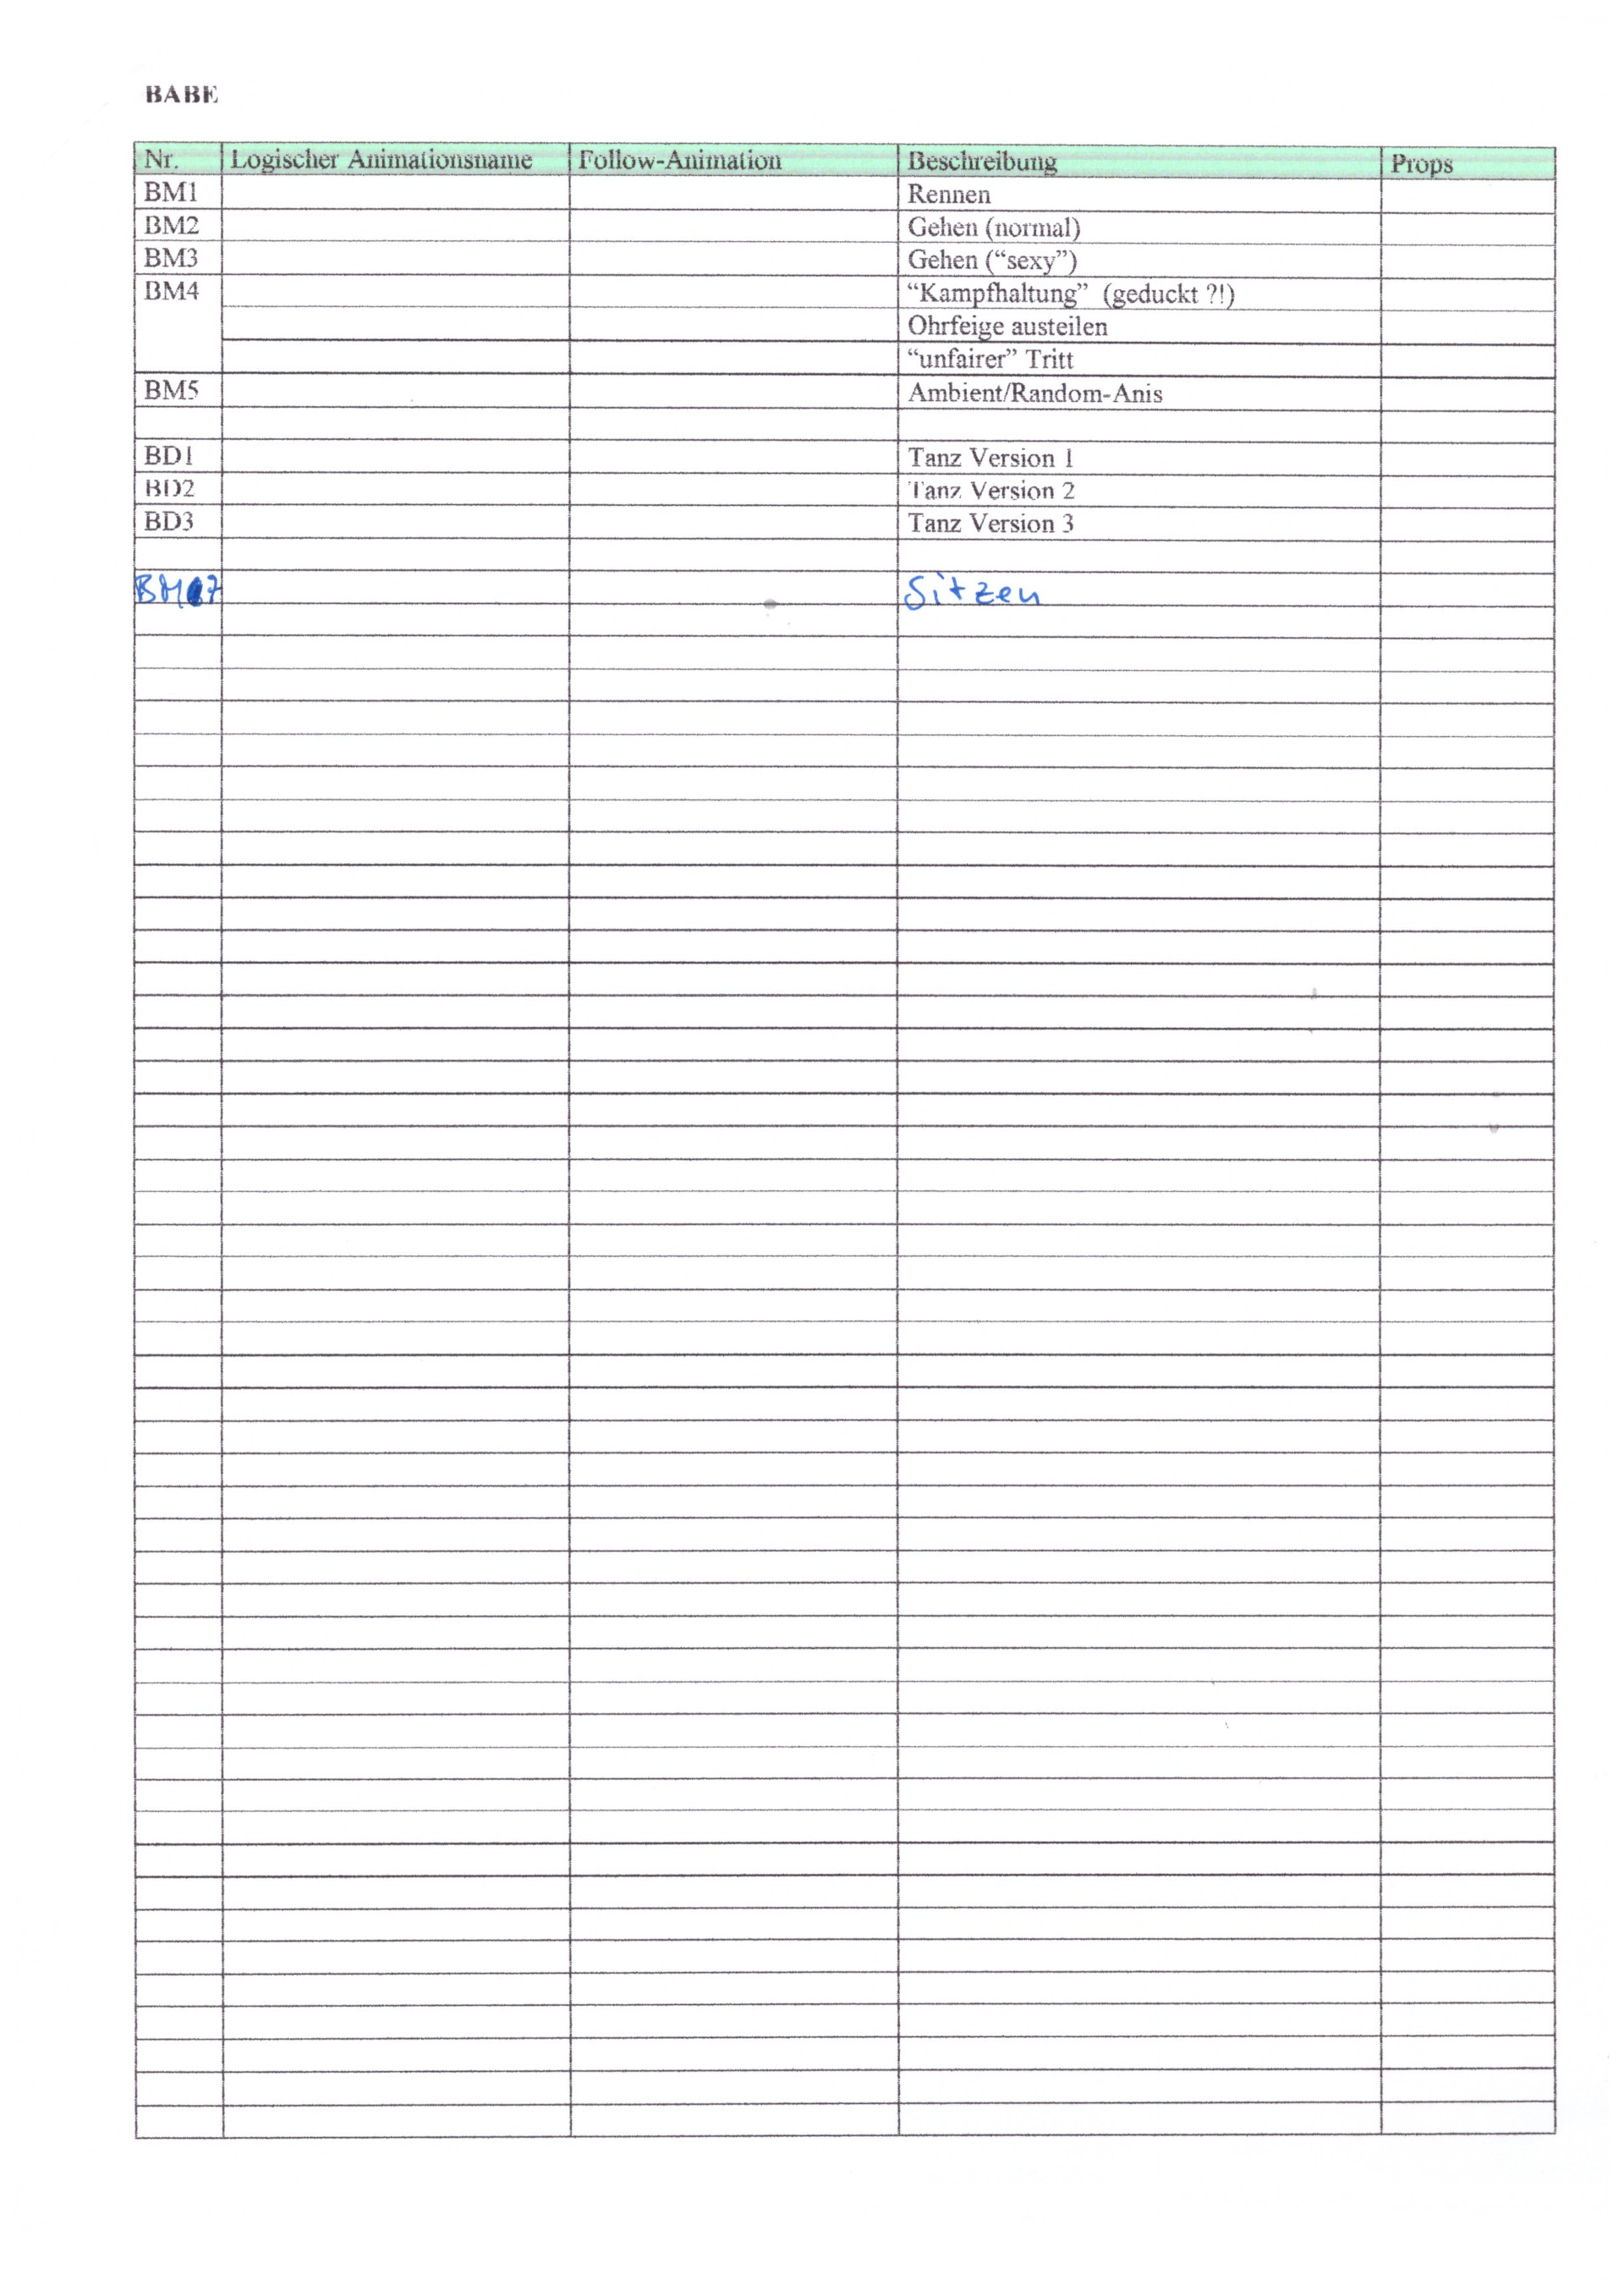 BABE
Nr. Logischer Animationsname Follow-Animation Beschreibung Props
BM1 Rennen
BM2 Gehen (normal)
BM3 Gehen (“sexy”)
BM4 “Kampfhaltung” (geduckt ?!)
Ohrfeige austeilen
“unfairer” Tritt
BM5 Ambient/Random-Anis
BD1 Tanz Version 1
BD2 Tanz Version 2
BD3 Tanz Version 3
BM7 Sitzen